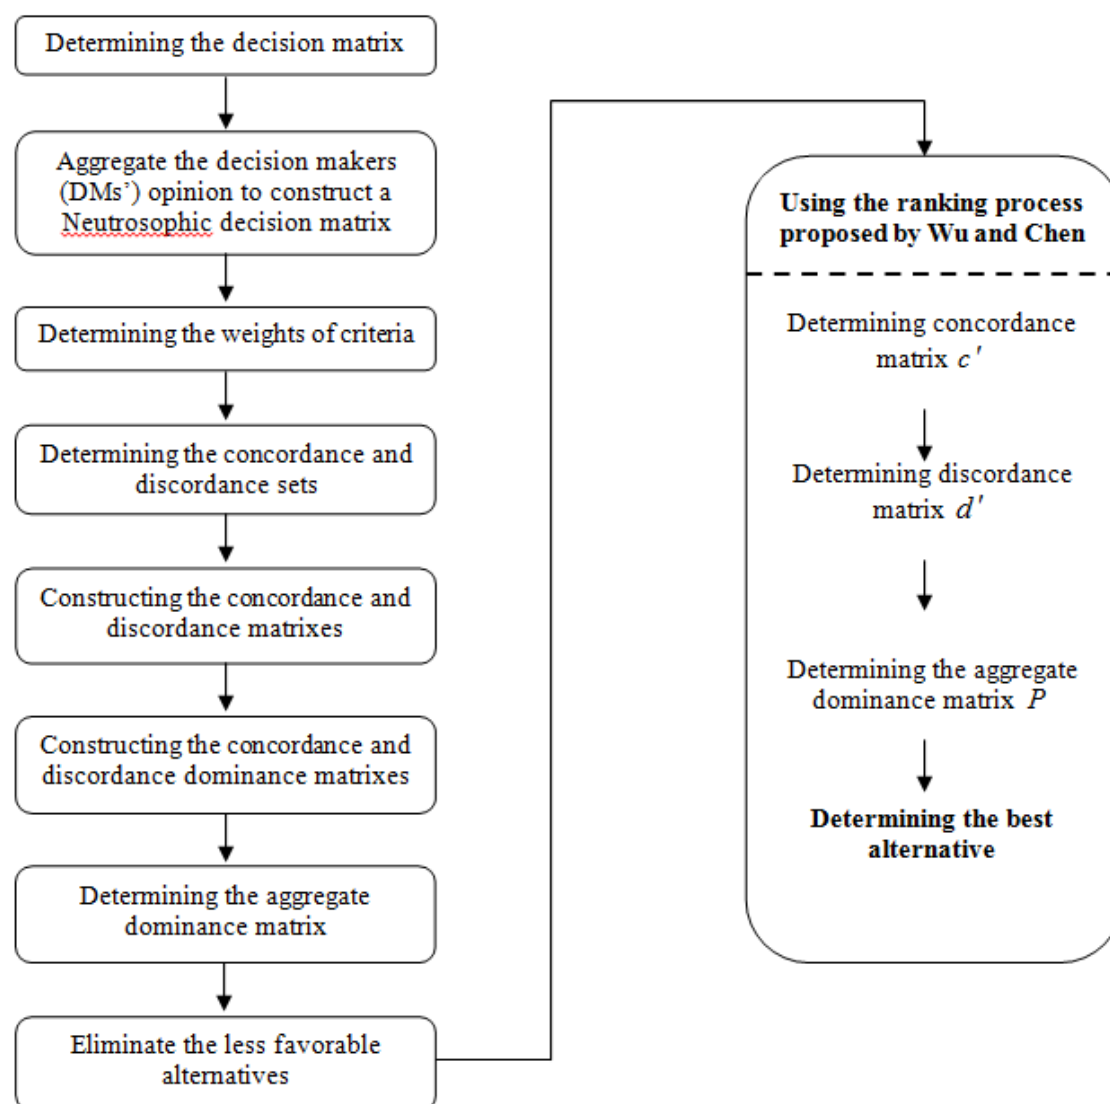 Determining the decision matrix
Aggregate the decision makers
(DMs’) opinion to construct a
Neutrosophic decision matrix
Determining the weights of criteria
Determining the concordance and
discordance sets
Constructing the concordance and
discordance matrixes
Constructing the concordance and
discordance dominance matrixes
Determining the aggregate
dominance matrix
Eliminate the less favorable
alternatives
Using the ranking process
proposed by Wu and Chen
Determining concordance
matrix c'
Determining discordance
matrix d'
Determining the aggregate
dominance matrix P
Determining the best
alternative